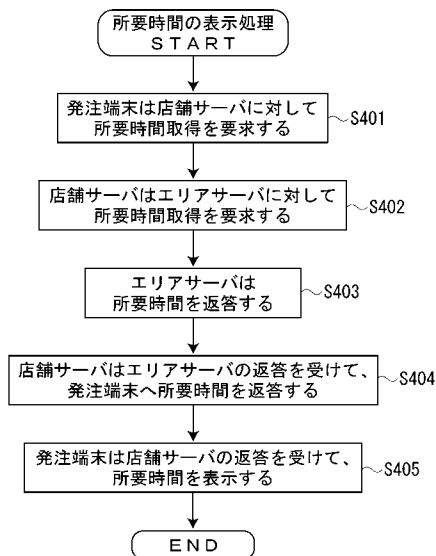 所要時間の表示処理
START
発注端末は店舗サーバに対して
所要時間取得を要求する
S401
店舗サーバはエリアサーバに対して
所要時間取得を要求する
S402
エリアサーバは
所要時間を返答する
S403
店舗サーバはエリアサーバの返答を受けて、
発注端末へ所要時間を返答する
S404
発注端末は店舗サーバの返答を受けて、
所要時間を表示する
S405
END